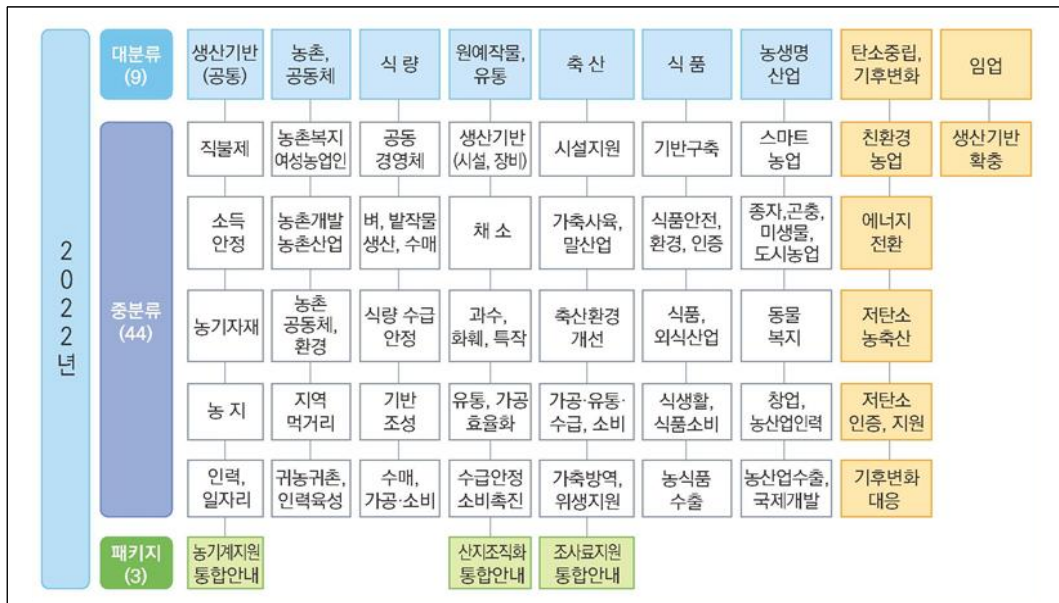 2022년
대분류
(9)
생산기반
(공통)
농촌,
공동체
식 량
원예작물,
유통
축 산
식 품
농생명
산업
탄소중립,
기후변화
임업
중분류
(44)
직불제
농촌복지
여성농업인
공동
경영체
생산기반
(시설, 장비)
시설지원
기반구축
스마트
농업
친환경
농업
생산기반
확충
소득
안정
농촌개발
농촌산업
벼, 밭작물
생산, 수매
채 소
가축사육,
말산업
식품안전,
환경, 인증
종자,곤충,
미생물,
도시농업
에너지
전환
농기자재
농촌
공동체,
환경
식량 수급
안정
과수,
화훼, 특작
축산환경
개선
식품,
외식산업
동물
복지
저탄소
농축산
농 지
지역
먹거리
기반
조성
유통, 가공
효율화
가공·유통·
수급, 소비
식생활,
식품소비
창업,
농산업인력
저탄소
인증, 지원
인력,
일자리
귀농귀촌,
인력육성
수매,
가공·소비
수급안정
소비촉진
가축방역,
위생지원
농식품
수출
농산업수출,
국제개발
기후변화
대응
패키지
(3)
농기계지원
통합안내
산지조직화
통합안내
조사료지원
통합안내